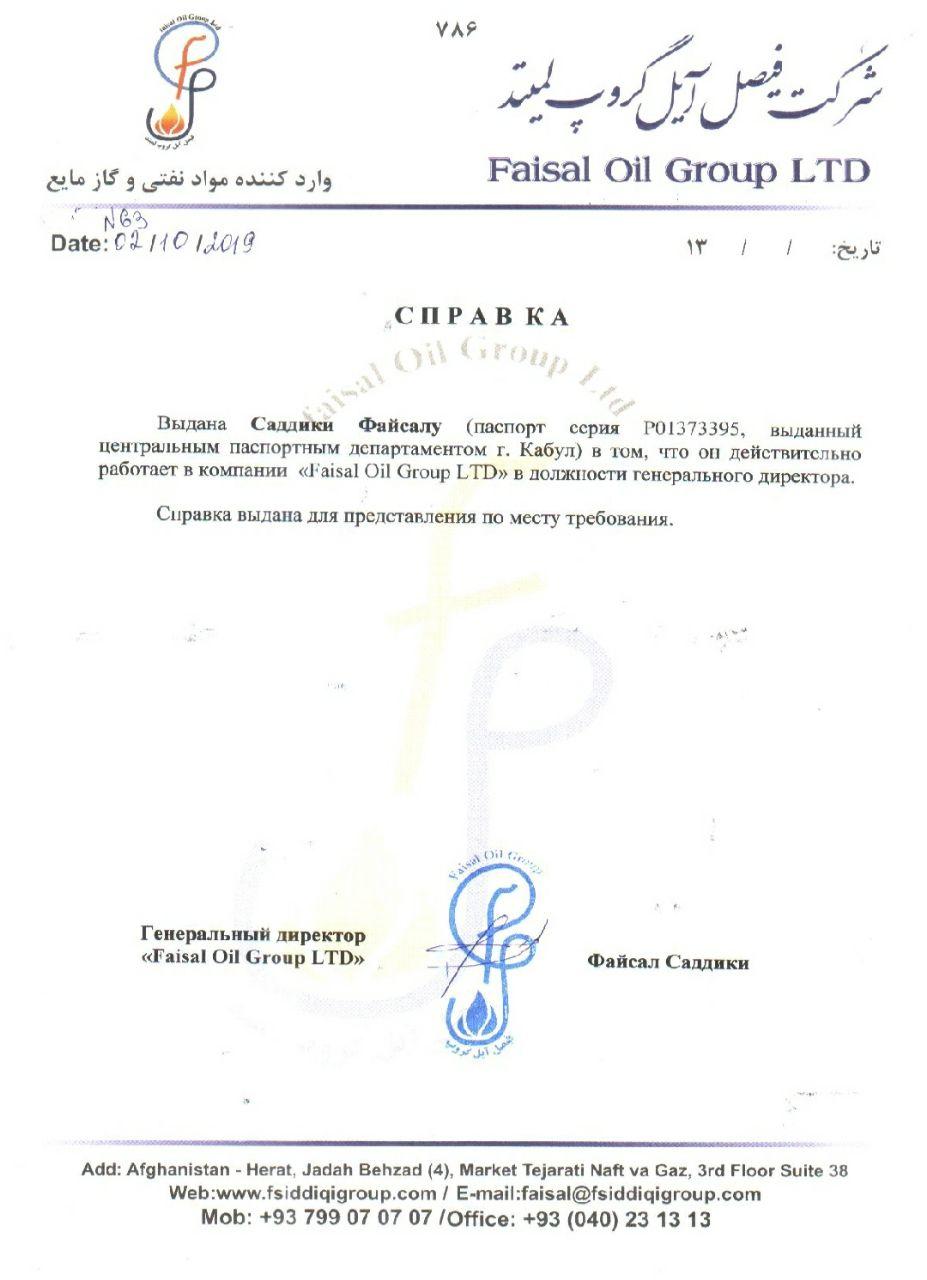 Faisal Oil Group Ltd
۷۸۶
شرکت فیصل آیل گروپ لمیتد
Faisal Oil Group LTD
فیصل آیل گروپ لمیتد
وارد کننده مواد نفتی و گاز مایع
N63
Date: 02/10/2019
تاریخ: / / ۱۳
СПРАВКА
Faisal Oil Group Ltd
Выдана Саддики Файсалу (паспорт серия P01373395, выданный
центральным паспортным департаментом г. Кабул) в том, что он действительно
работает в компании «Faisal Oil Group LTD» в должности генерального директора.
Справка выдана для представления по месту требования.
Faisal Oil Group
Генеральный директор
«Faisal Oil Group LTD»
Файсал Саддики
فیصل آیل گروپ
Add: Afghanistan - Herat, Jadah Behzad (4), Market Tejarati Naft va Gaz, 3rd Floor Suite 38
Web:www.fsiddiqigroup.com / E-mail:faisal@fsiddiqigroup.com
Mob: +93 799 07 07 07 /Office: +93 (040) 23 13 13